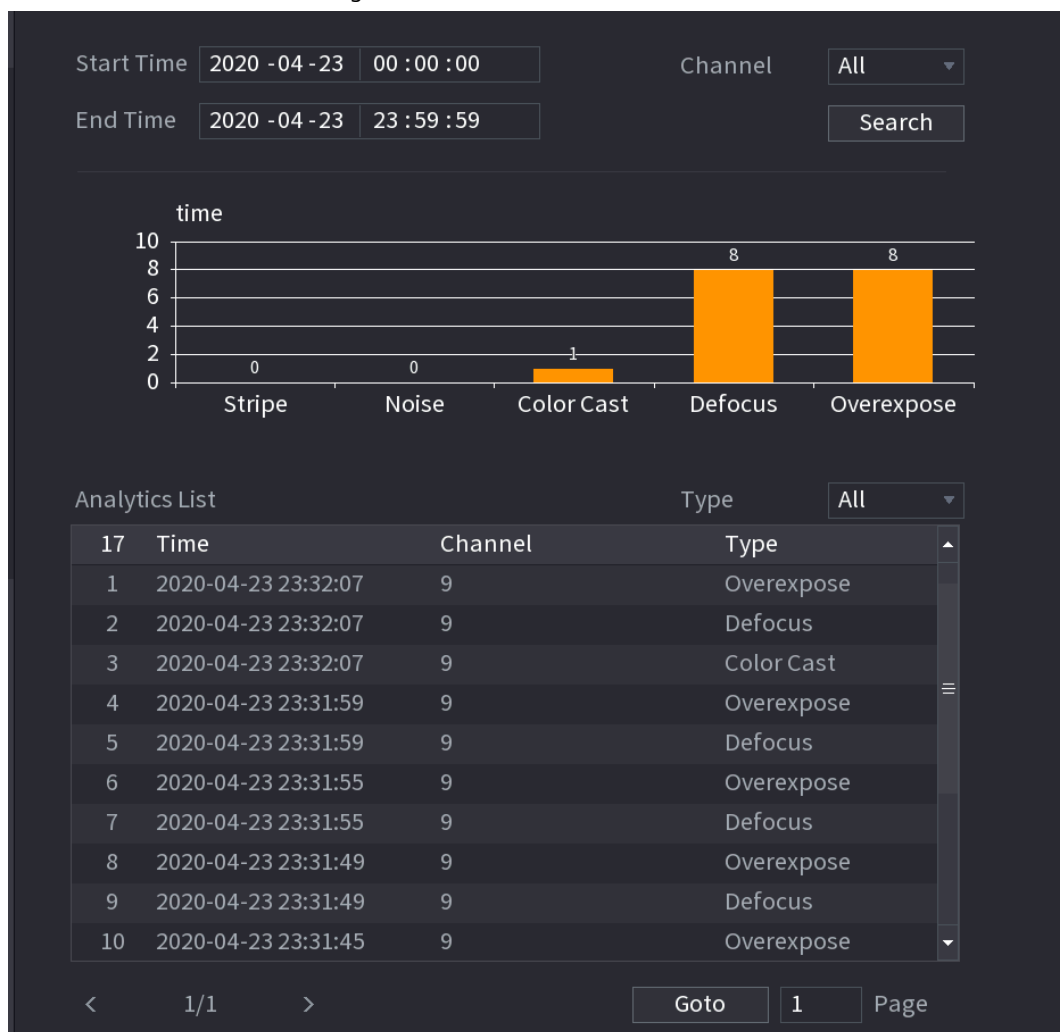 Start Time 2020 -04 -23 00 : 00 : 00 Channel All
End Time 2020 -04 -23 23 : 59 : 59 Search
time
10
8
6
4
2
0
0 0 1 8 8
Stripe Noise Color Cast Defocus Overexpose
Analytics List Type All
17 Time Channel Type
1 2020-04-23 23:32:07 9 Overexpose
2 2020-04-23 23:32:07 9 Defocus
3 2020-04-23 23:32:07 9 Color Cast
4 2020-04-23 23:31:59 9 Overexpose
5 2020-04-23 23:31:59 9 Defocus
6 2020-04-23 23:31:55 9 Overexpose
7 2020-04-23 23:31:55 9 Defocus
8 2020-04-23 23:31:49 9 Overexpose
9 2020-04-23 23:31:49 9 Defocus
10 2020-04-23 23:31:45 9 Overexpose
< 1/1 > Goto 1 Page